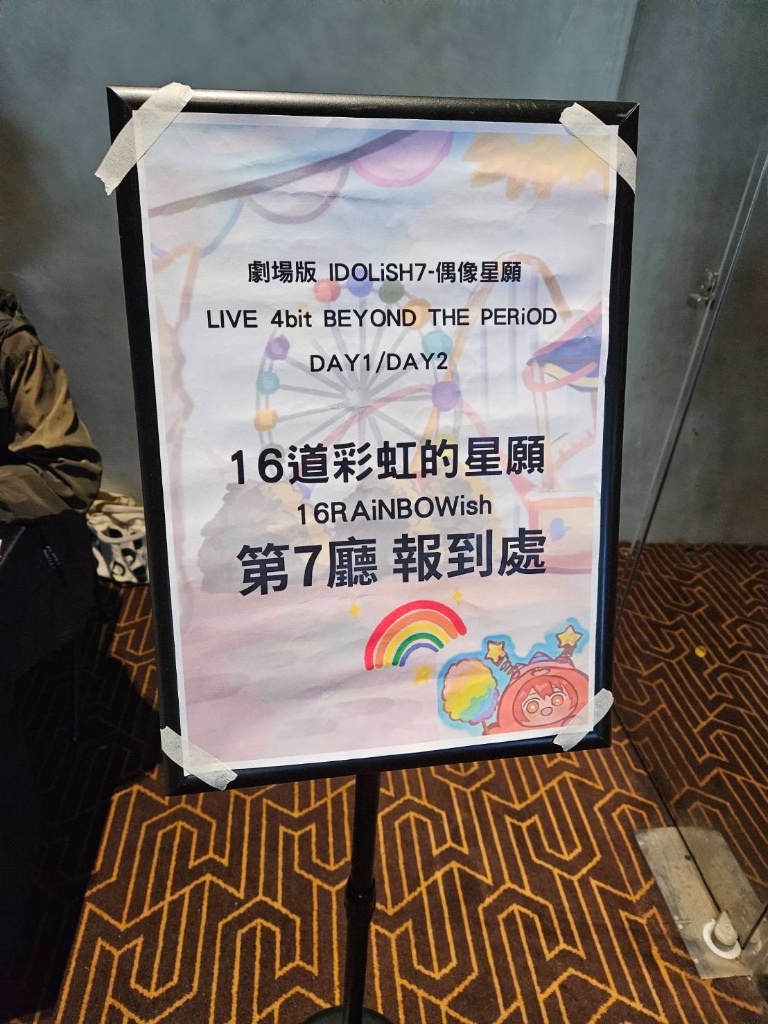 劇場版 IDOLiSH7-偶像星願
LIVE 4bit BEYOND THE PERiOD
DAY1/DAY2
16道彩虹的星願
16RAiNBOWish
第7廳 報到處